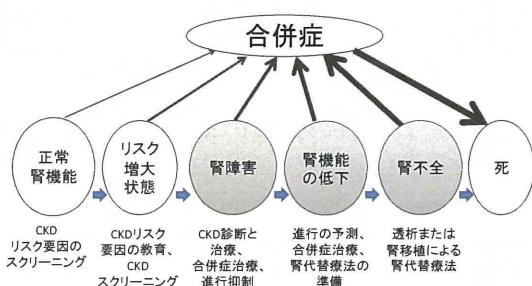 合併症
正常
腎機能
リスク
増大
状態
腎障害
腎機能
の低下
腎不全
死
CKD
リスク要因の
スクリーニング
CKDリスク
要因の教育、
CKD
スクリーニング
CKD診断と
治療、
合併症治療、
進行抑制
進行の予測、
合併症治療、
腎代替療法の
準備
透析または
腎移植による
腎代替療法